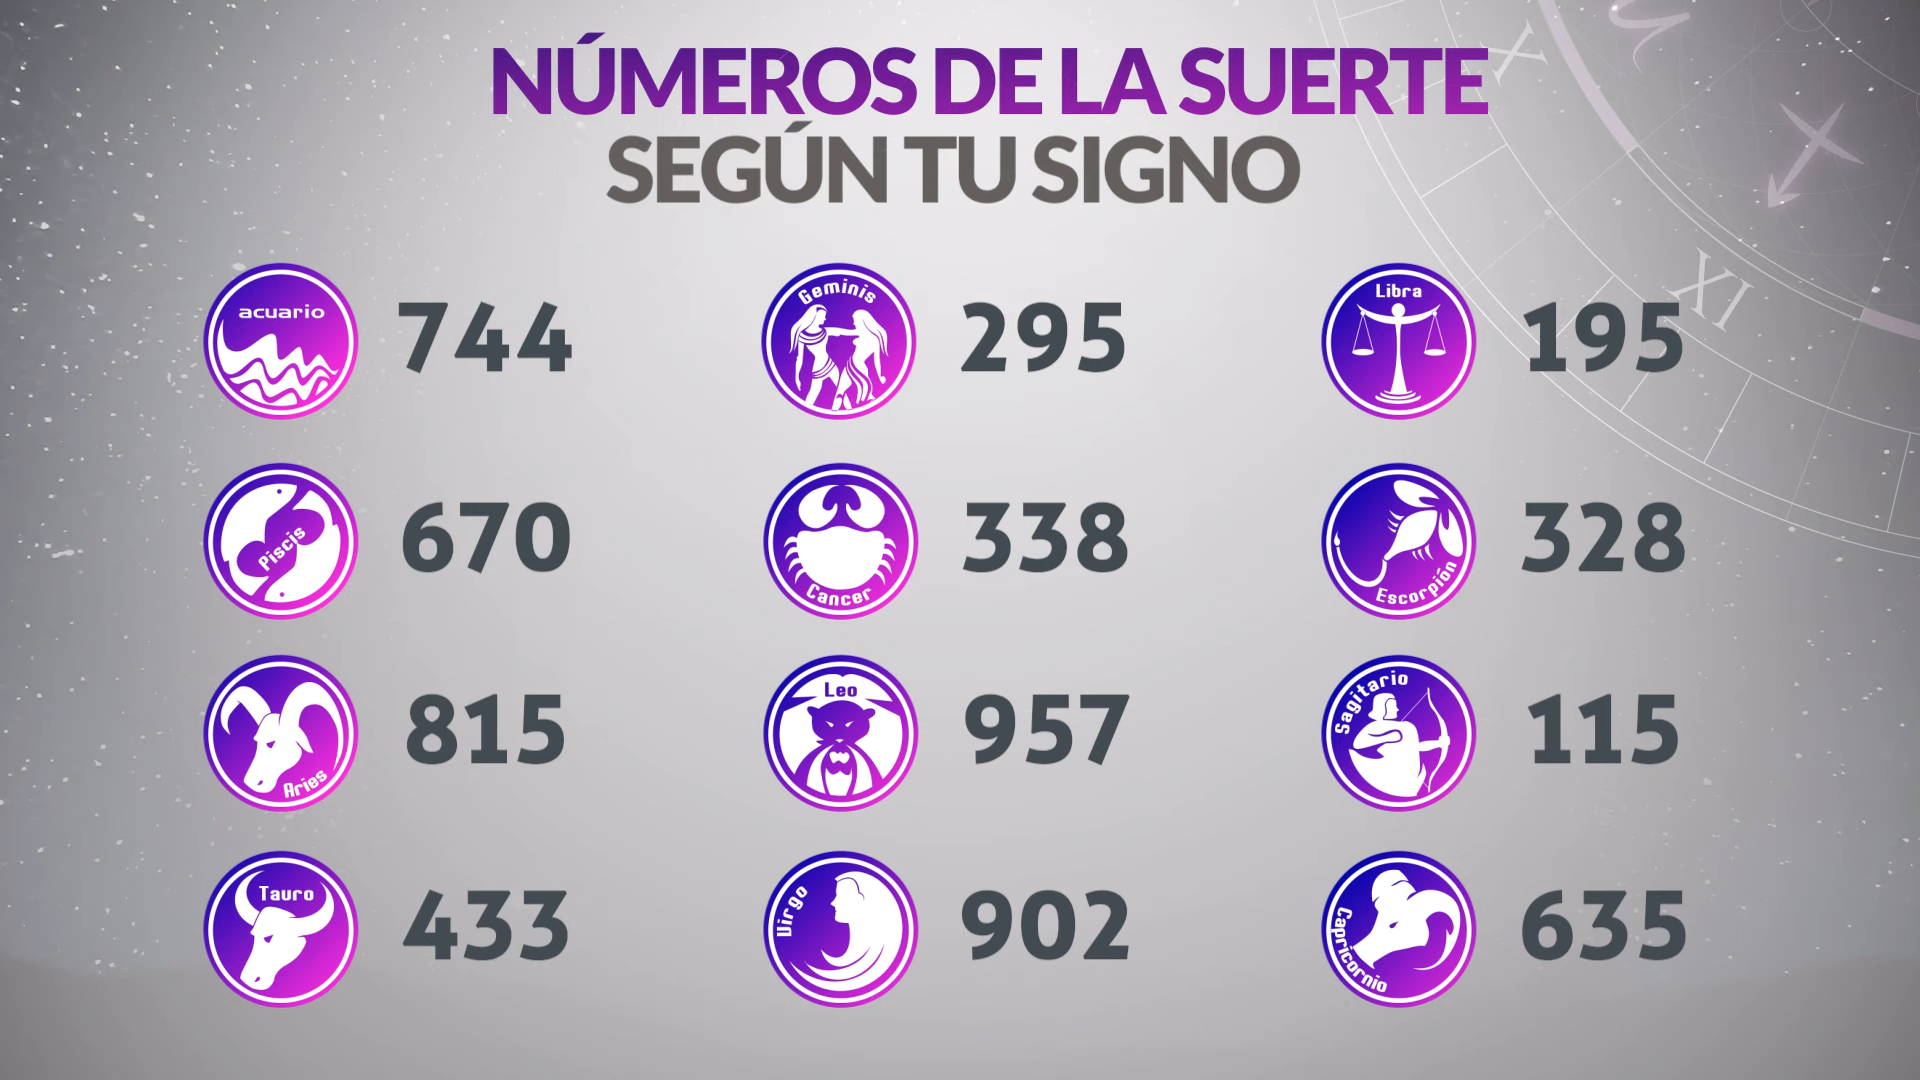 NÚMEROS DE LA SUERTE
SEGÚN TU SIGNO
acuario 744
Geminis 295
Libra 195
Piscis 670
Cancer 338
Escorpión 328
Aries 815
Leo 957
Sagitario 115
Tauro 433
Virgo 902
Capricornio 635
X
XI